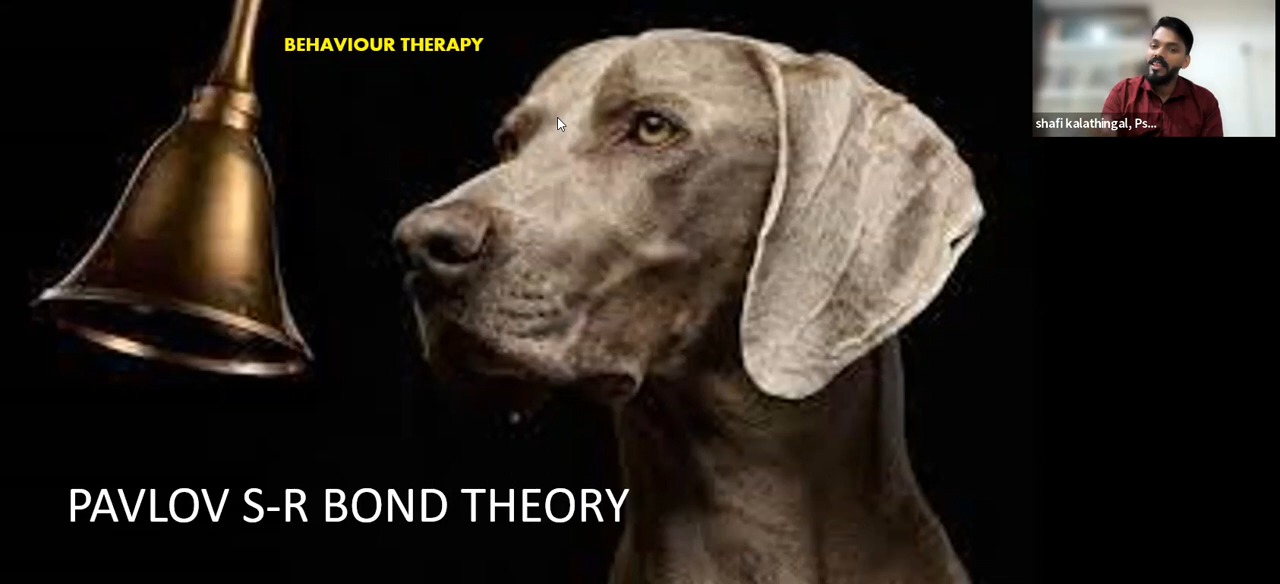 BEHAVIOUR THERAPY
shafi kalathingal, Ps...
PAVLOV S-R BOND THEORY